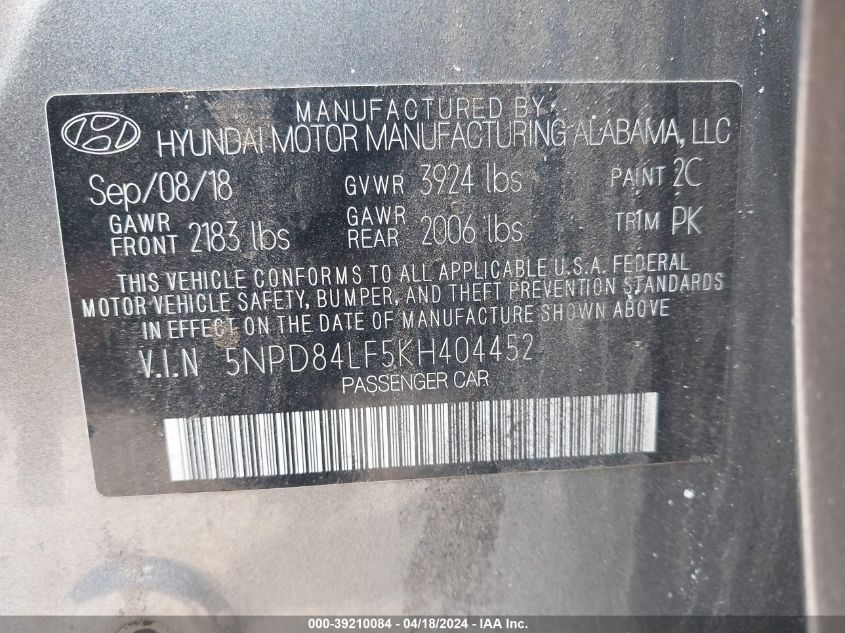 MANUFACTURED BY
HYUNDAI MOTOR MANUFACTURING ALABAMA, LLC
Sep/08/18 GVWR 3924 lbs PAINT 2C
GAWR FRONT 2183 lbs GAWR REAR 2006 lbs TRIM PK
THIS VEHICLE CONFORMS TO ALL APPLICABLE U.S.A. FEDERAL
MOTOR VEHICLE SAFETY, BUMPER, AND THEFT PREVENTION STANDARDS
IN EFFECT ON THE DATE OF MANUFACTURE SHOWN ABOVE
V.I.N 5NPD84LF5KH404452
PASSENGER CAR
000-39210084 - 04/18/2024 - IAA Inc.